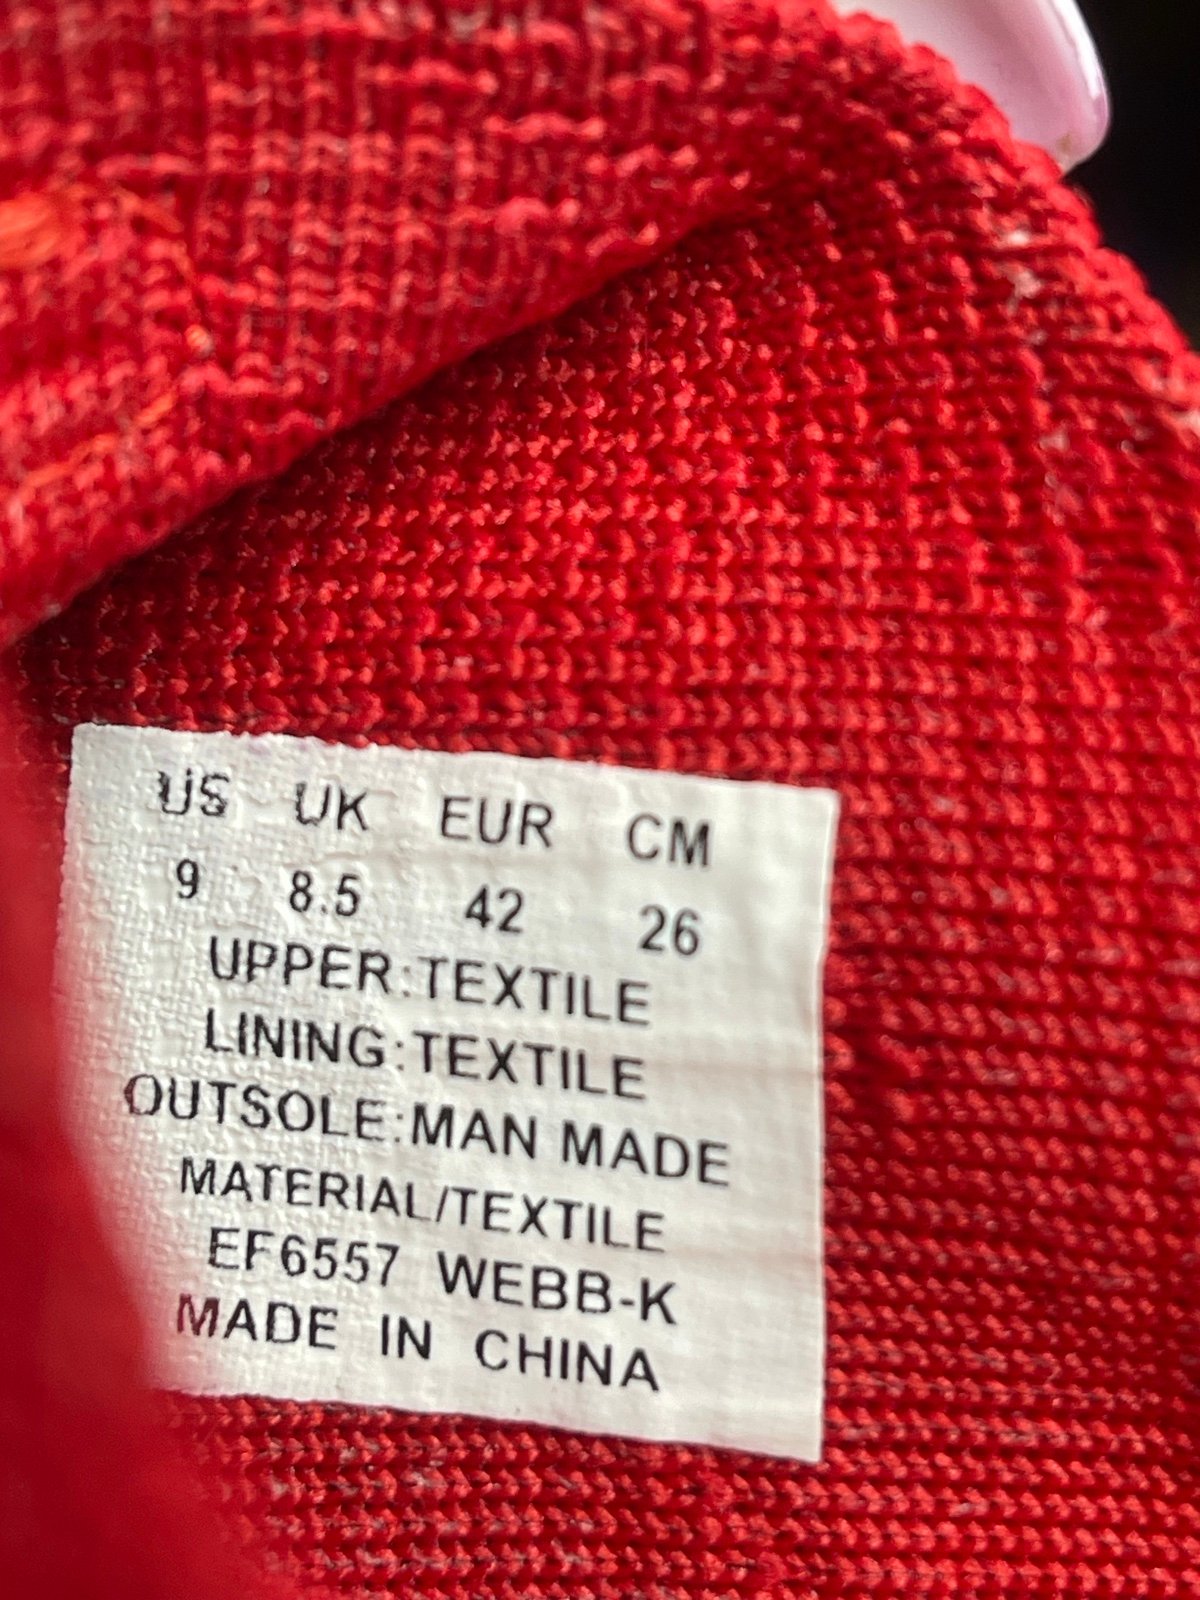 US UK EUR CM
9 8.5 42 26
UPPER:TEXTILE
LINING:TEXTILE
OUTSOLE:MAN MADE
MATERIAL/TEXTILE
EF6557 WEBB-K
MADE IN CHINA